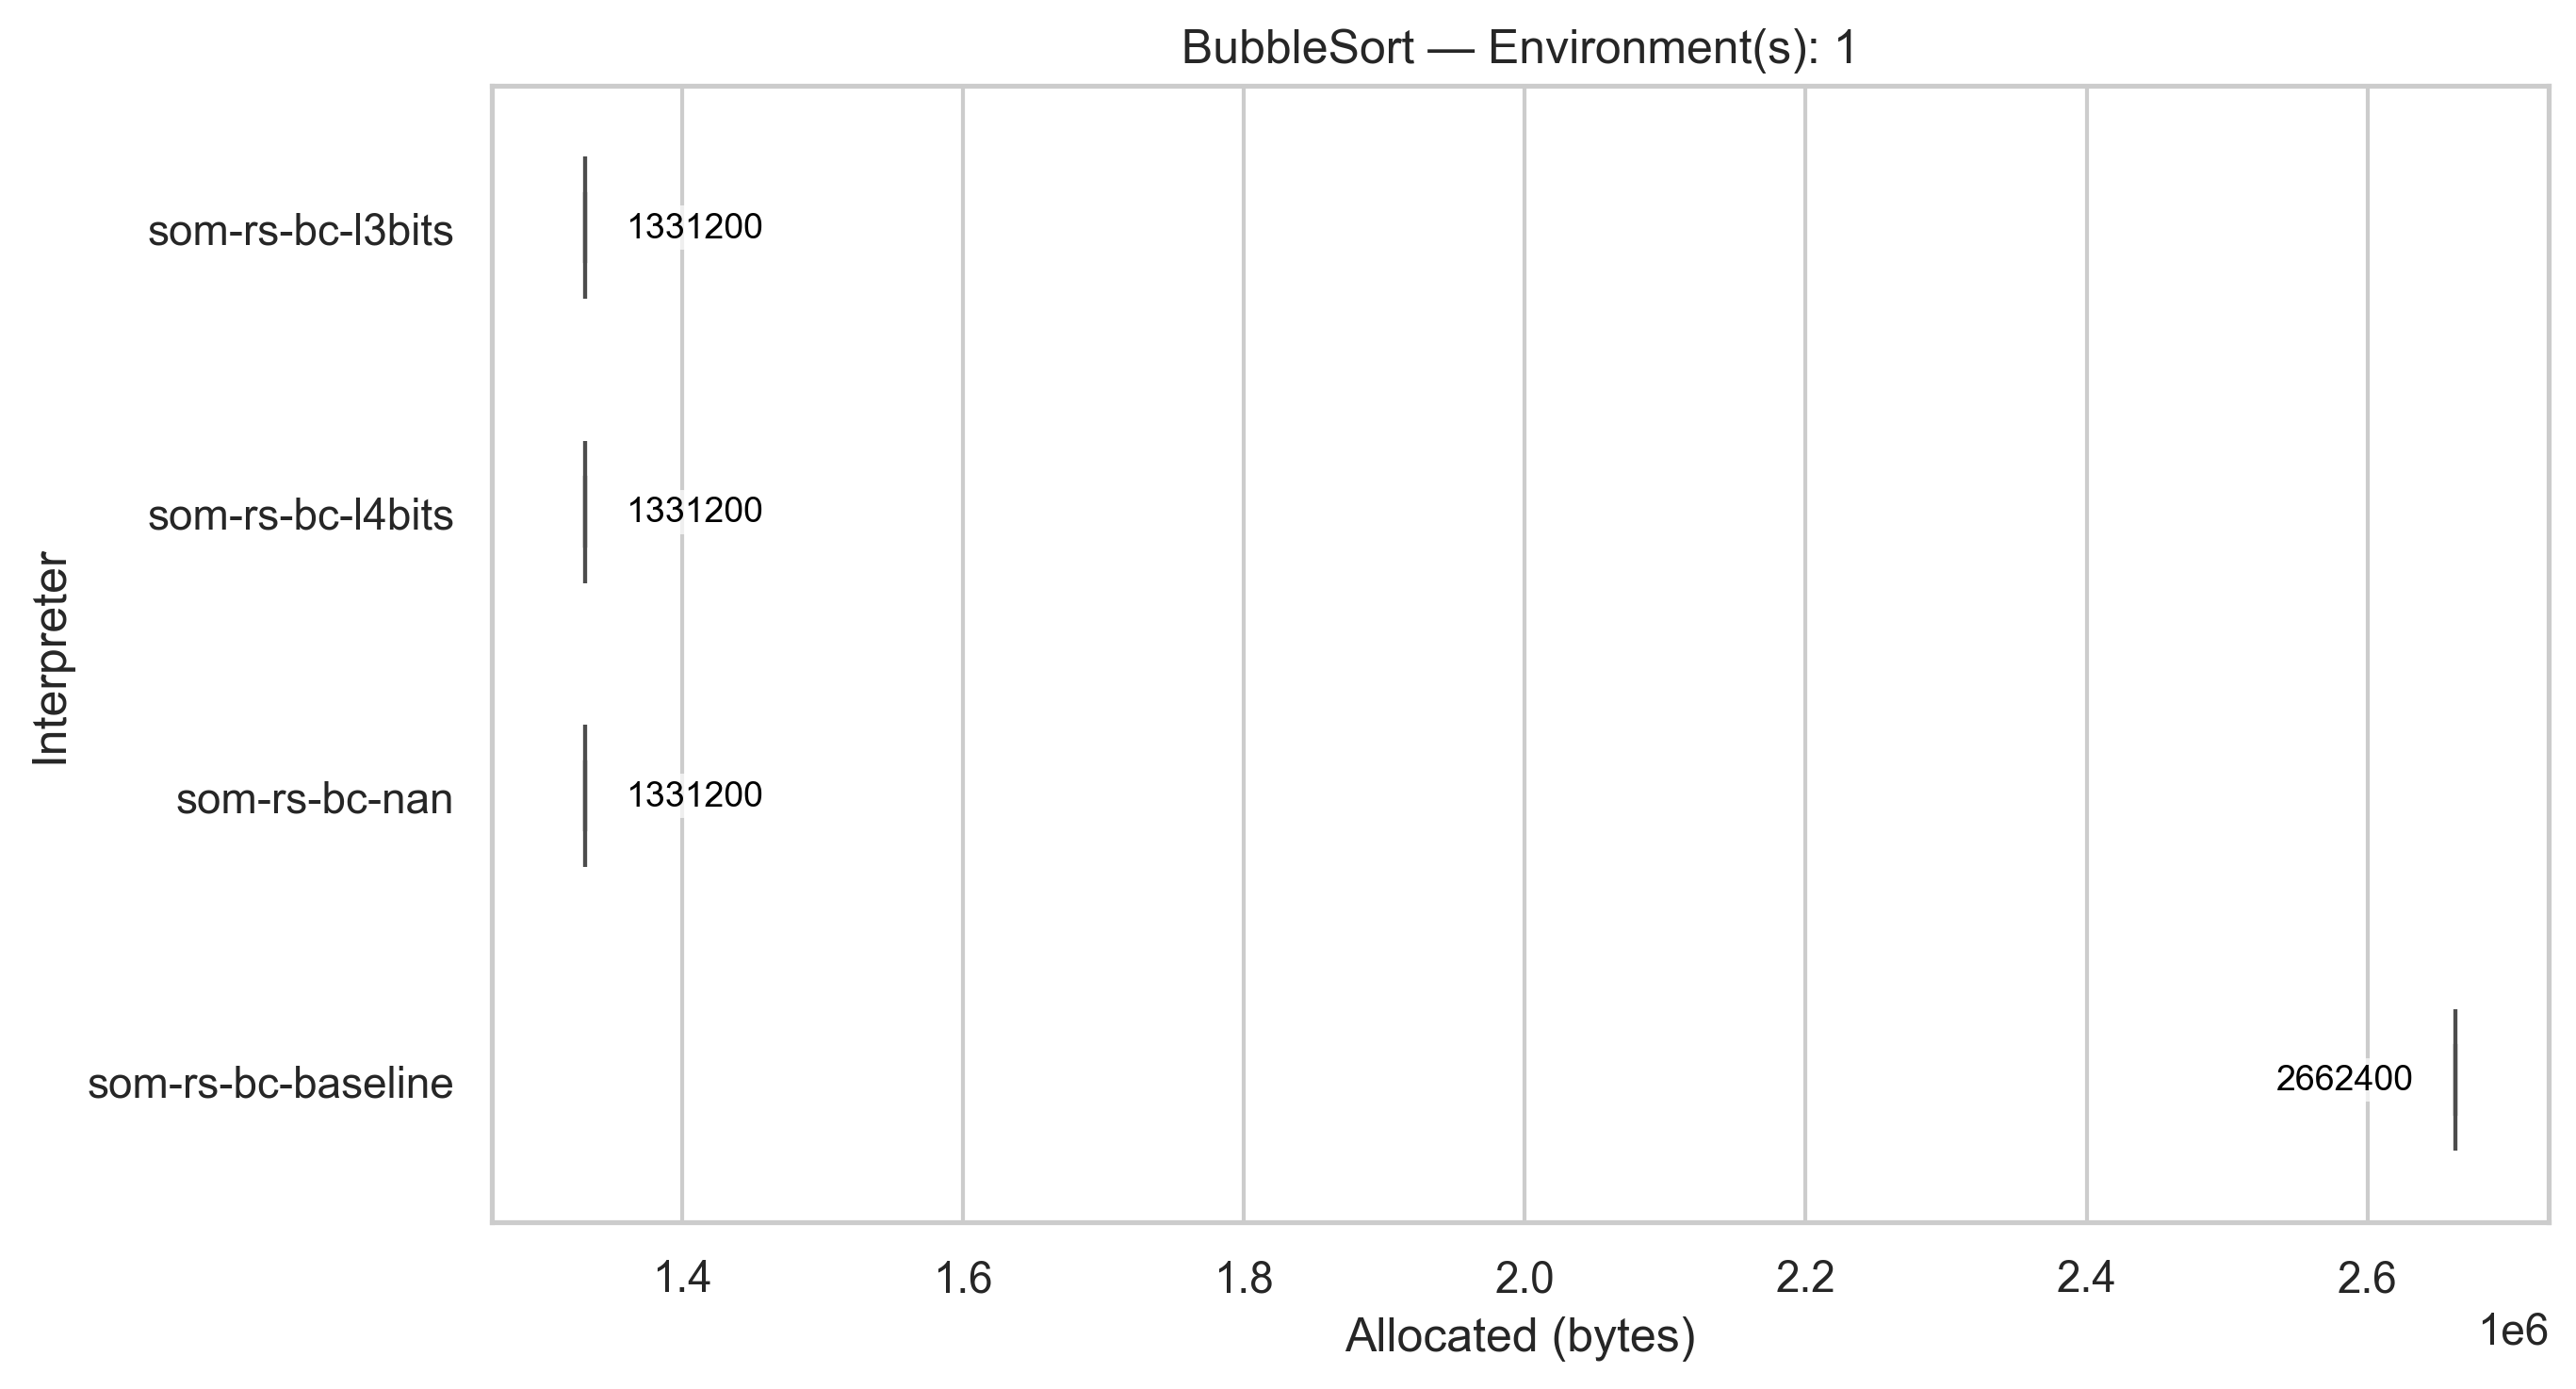 BubbleSort — Environment(s): 1
Interpreter
som-rs-bc-l3bits
1331200
som-rs-bc-l4bits
1331200
som-rs-bc-nan
1331200
som-rs-bc-baseline
2662400
1.4 1.6 1.8 2.0 2.2 2.4 2.6
1e6
Allocated (bytes)